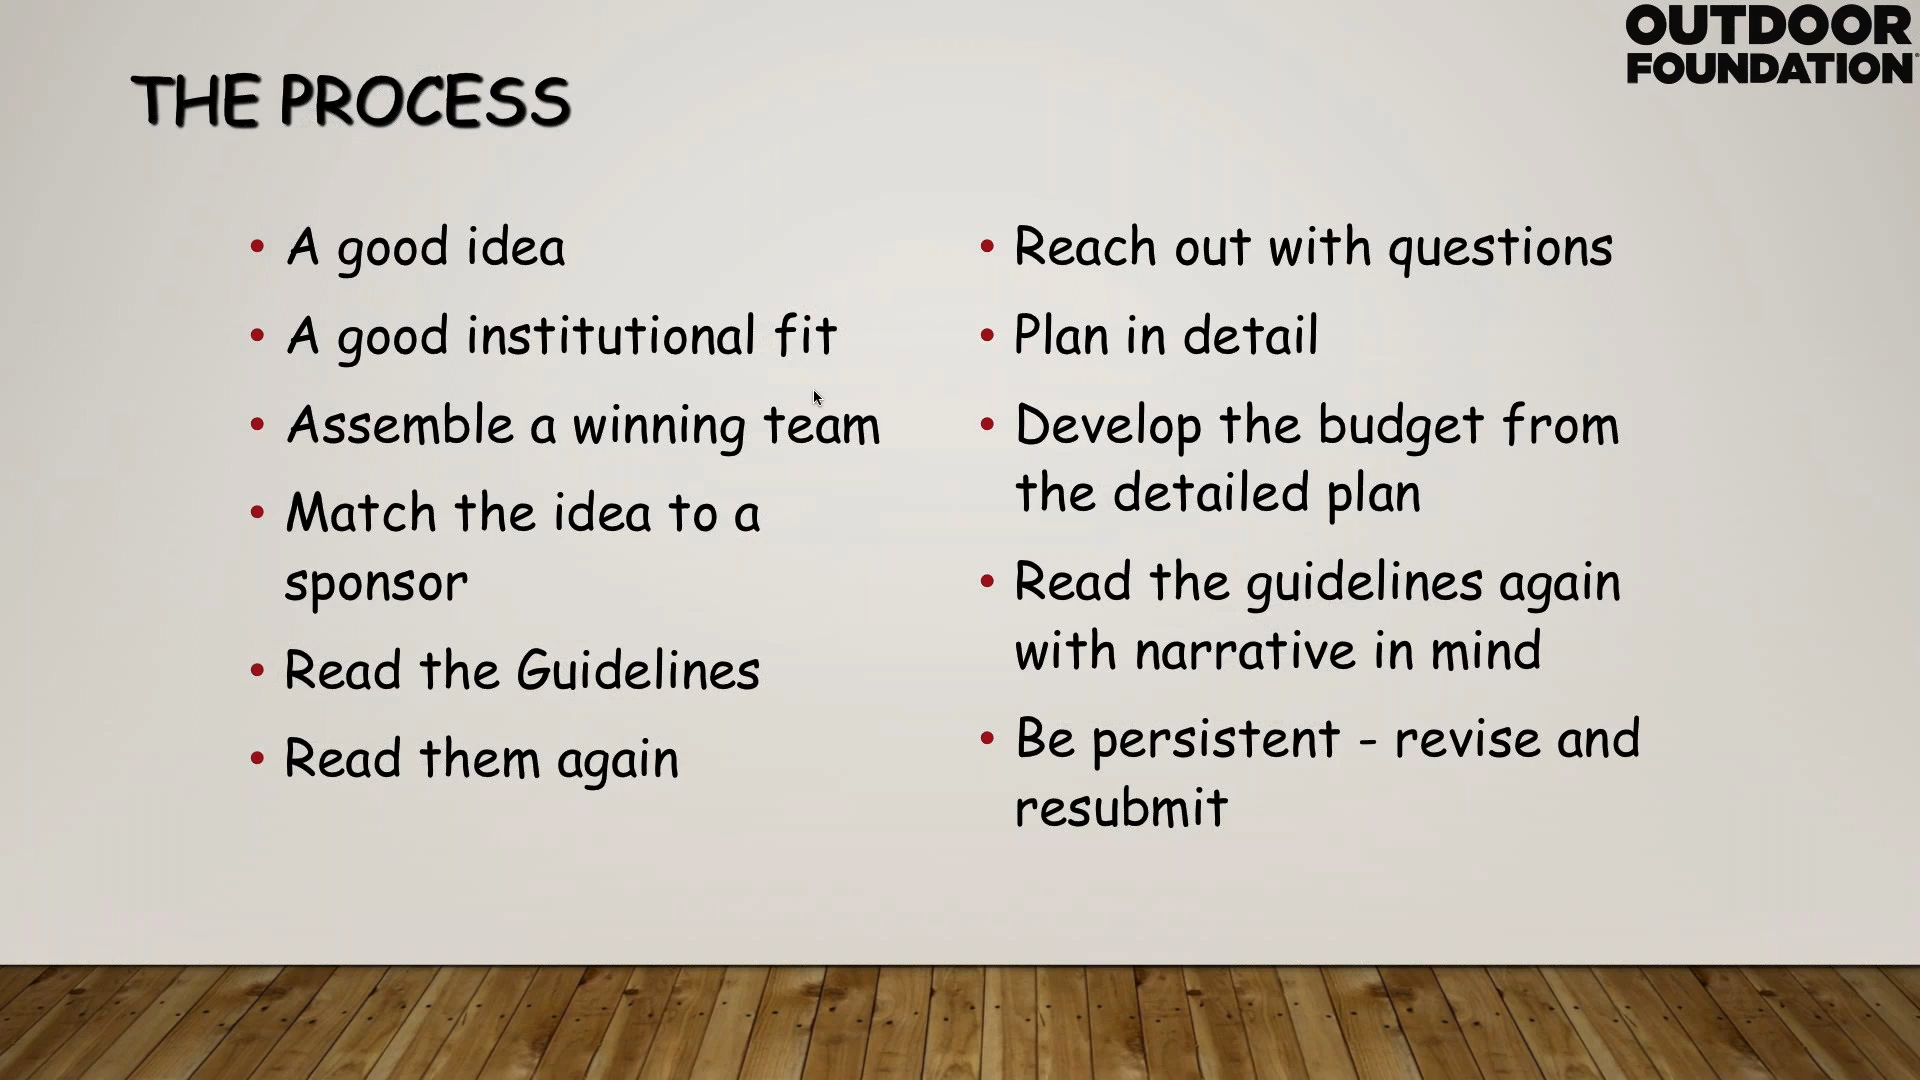 OUTDOOR
FOUNDATION
THE PROCESS
• A good idea
• A good institutional fit
• Assemble a winning team
• Match the idea to a
sponsor
• Read the Guidelines
• Read them again
• Reach out with questions
• Plan in detail
• Develop the budget from
the detailed plan
• Read the guidelines again
with narrative in mind
• Be persistent - revise and
resubmit